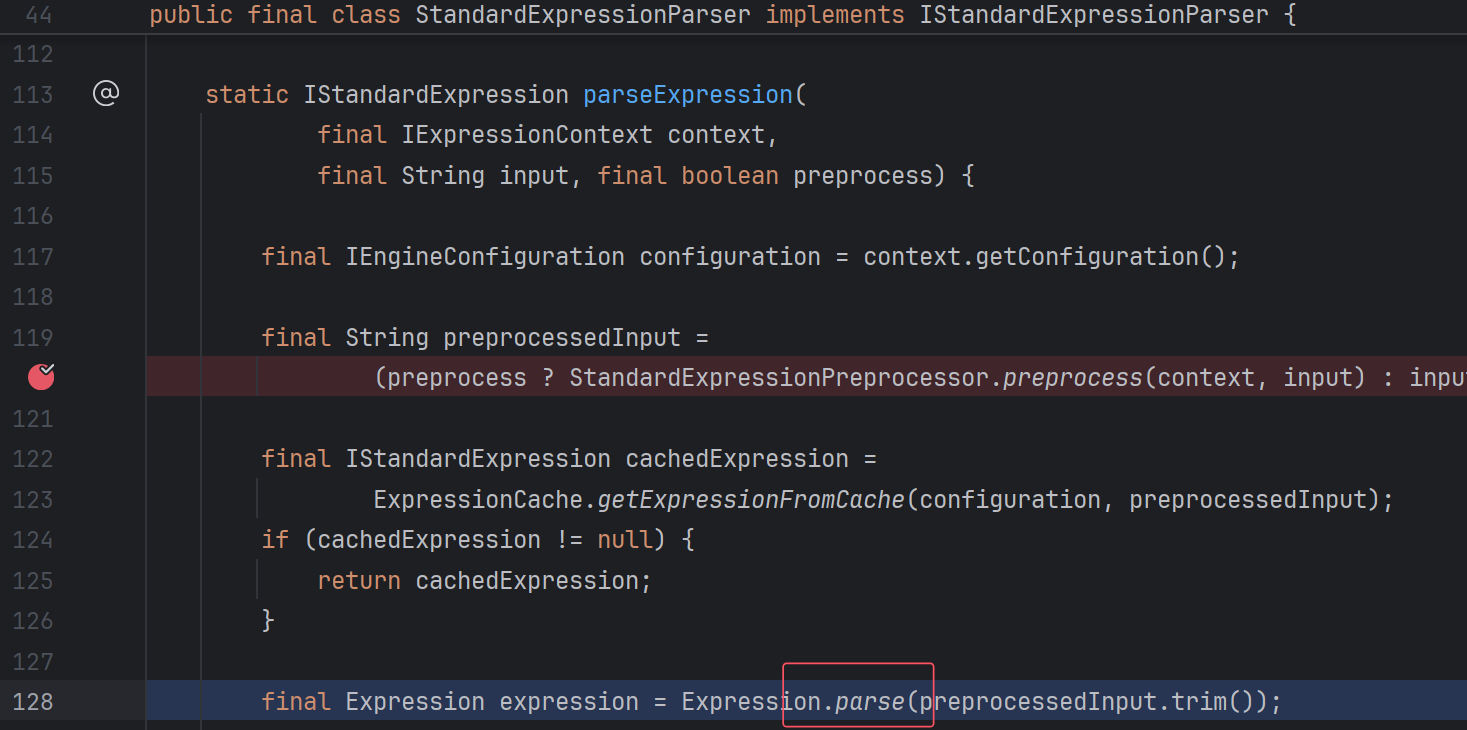 44 public final class StandardExpressionParser implements IStandardExpressionParser {
112
113 @ static IStandardExpression parseExpression(
114 final IExpressionContext context,
115 final String input, final boolean preprocess) {
116
117 final IEngineConfiguration configuration = context.getConfiguration();
118
119 final String preprocessedInput =
(preprocess ? StandardExpressionPreprocessor.preprocess(context, input) : input
121
122 final IStandardExpression cachedExpression =
123 ExpressionCache.getExpressionFromCache(configuration, preprocessedInput);
124 if (cachedExpression != null) {
125 return cachedExpression;
126 }
127
128 final Expression expression = Expression.parse(preprocessedInput.trim());